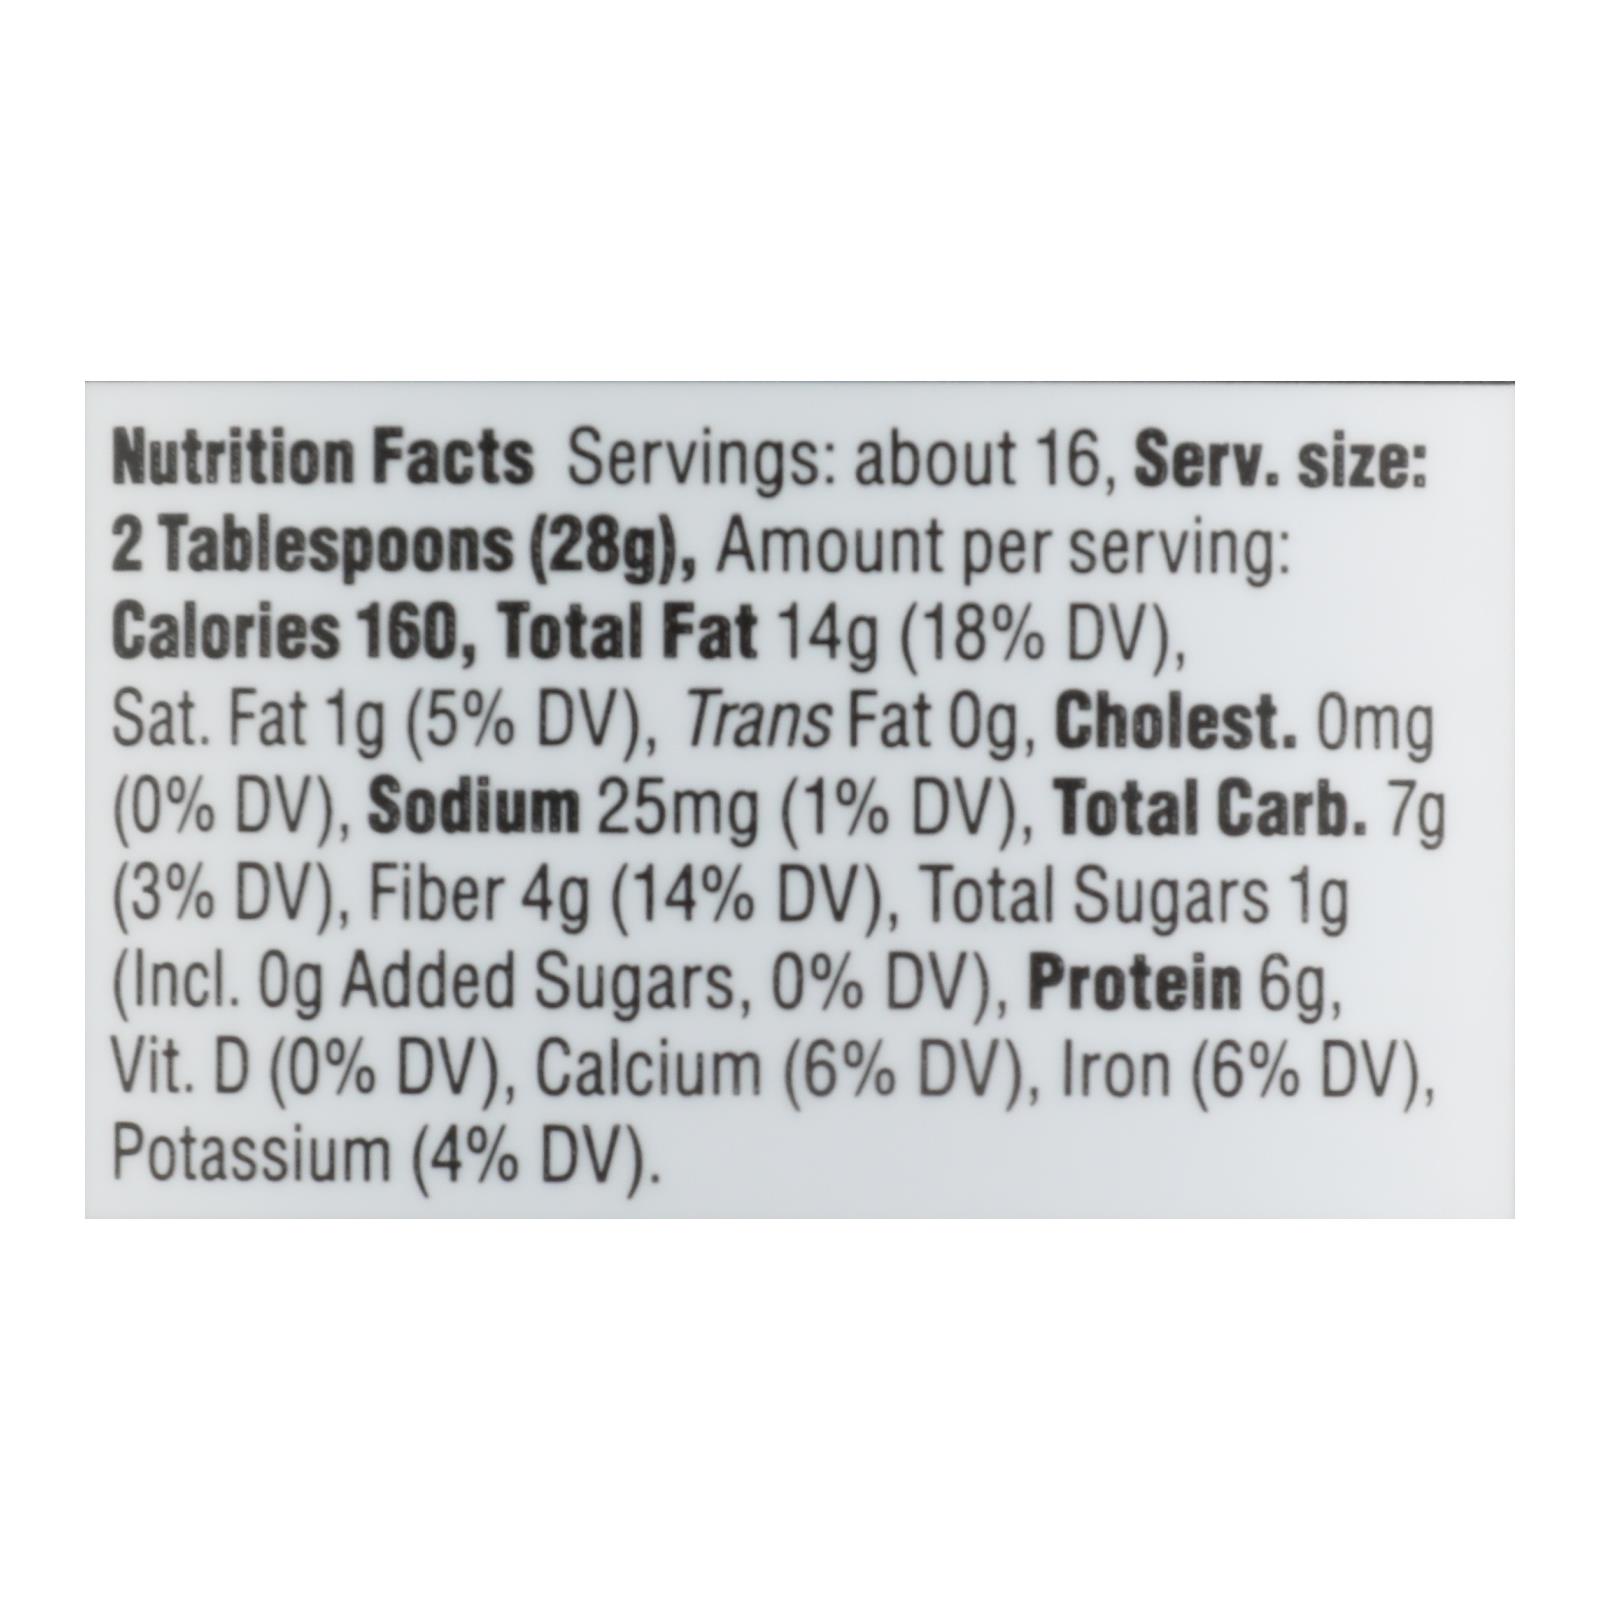 Nutrition Facts Servings: about 16, Serv. size:
2 Tablespoons (28g), Amount per serving:
Calories 160, Total Fat 14g (18% DV),
Sat. Fat 1g (5% DV), Trans Fat 0g, Cholest. 0mg
(0% DV), Sodium 25mg (1% DV), Total Carb. 7g
(3% DV), Fiber 4g (14% DV), Total Sugars 1g
(Incl. 0g Added Sugars, 0% DV), Protein 6g,
Vit. D (0% DV), Calcium (6% DV), Iron (6% DV),
Potassium (4% DV).